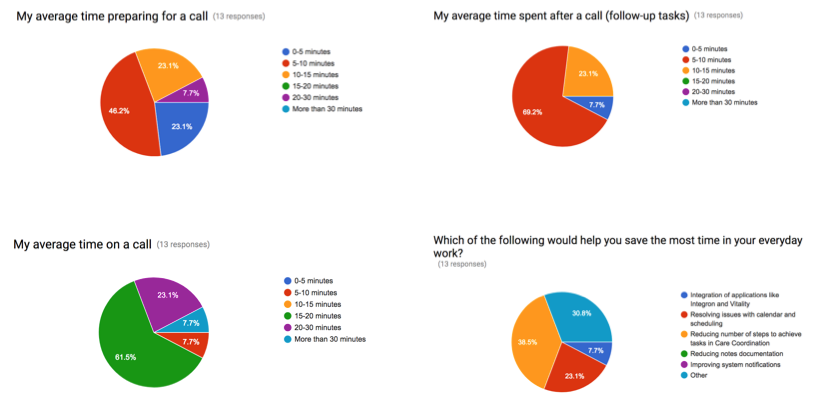 My average time preparing for a call (13 responses)
23.1%
7.7%
46.2%
23.1%
0-5 minutes
5-10 minutes
10-15 minutes
15-20 minutes
20-30 minutes
More than 30 minutes
My average time spent after a call (follow-up tasks) (13 responses)
23.1%
7.7%
69.2%
0-5 minutes
5-10 minutes
10-15 minutes
15-20 minutes
20-30 minutes
More than 30 minutes
My average time on a call (13 responses)
23.1%
7.7%
7.7%
61.5%
0-5 minutes
5-10 minutes
10-15 minutes
15-20 minutes
20-30 minutes
More than 30 minutes
Which of the following would help you save the most time in your everyday
work?
(13 responses)
30.8%
38.5%
7.7%
23.1%
Integration of applications like
Integron and Vitality
Resolving issues with calendar and
scheduling
Reducing number of steps to achieve
tasks in Care Coordination
Reducing notes documentation
Improving system notifications
Other